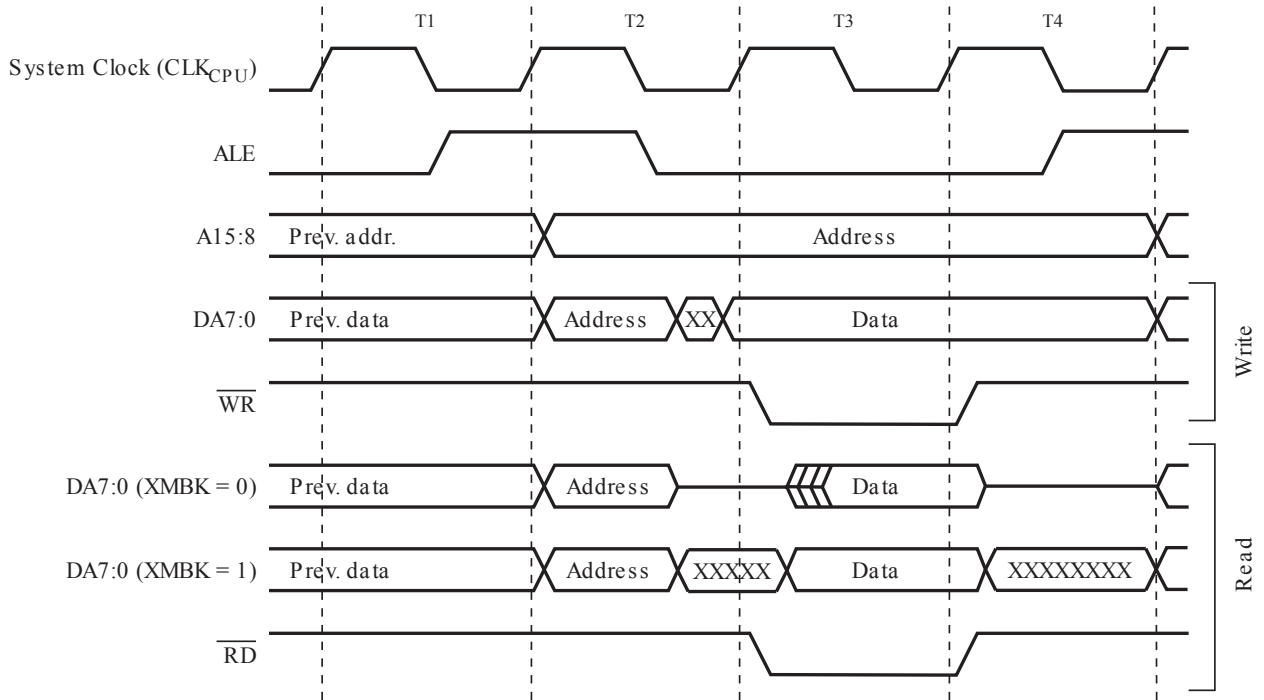 T1 T2 T3 T4
System Clock (CLKCPU)
ALE
A15:8 Prev. addr. Address
DA7:0 Prev. data Address XX Data
WR
Write
DA7:0 (XMBK = 0) Prev. data Address Data
DA7:0 (XMBK = 1) Prev. data Address XXXXX Data XXXXXXXX
RD
Read